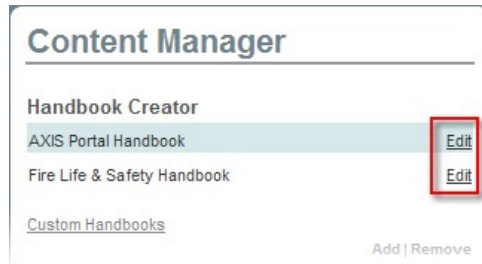 Content Manager
Handbook Creator
AXIS Portal Handbook Edit
Fire Life & Safety Handbook Edit
Custom Handbooks
Add | Remove